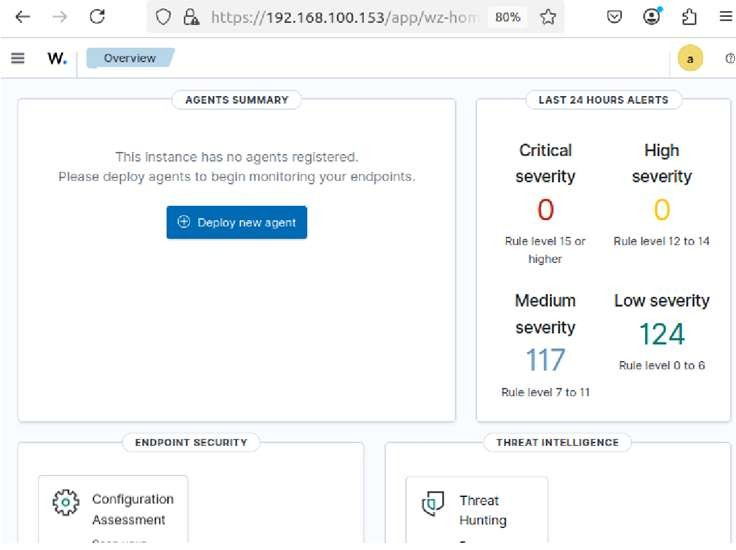 https://192.168.100.153/app/wz-hom
80%
W.
Overview
a
AGENTS SUMMARY
This instance has no agents registered.
Please deploy agents to begin monitoring your endpoints.
Deploy new agent
LAST 24 HOURS ALERTS
Critical severity
0
Rule level 15 or
higher
High severity
0
Rule level 12 to 14
Medium severity
117
Rule level 7 to 11
Low severity
124
Rule level 0 to 6
ENDPOINT SECURITY
Configuration
Assessment
THREAT INTELLIGENCE
Threat
Hunting